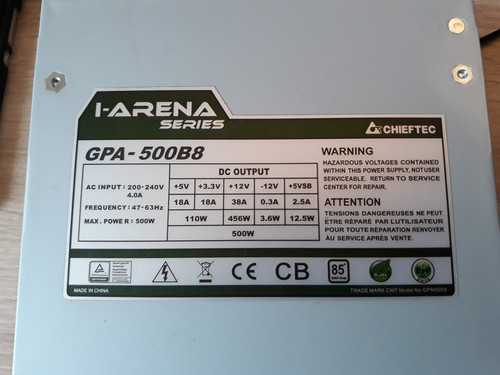 I-ARENA
SERIES
CHIEFTEC
GPA-500B8
AC INPUT: 200-240V
4.0A
FREQUENCY: 47-63Hz
MAX. POWER: 500W
DC OUTPUT
+5V +3.3V +12V -12V +5VSB
18A 18A 38A 0.3A 2.5A
110W 456W 3.6W 12.5W
500W
WARNING
HAZARDOUS VOLTAGES CONTAINED
WITHIN THIS POWER SUPPLY, NOT USER
SERVICEABLE. RETURN TO SERVICE
CENTER FOR REPAIR.
ATTENTION
TENSIONS DANGEREUSES NE PEUT
ÊTRE RÉPARÉ PAR L'UTILISATEUR
POUR TOUTE RÉPARATION RENVOYER
AU SERVICE APRÈS VENTE.
CE
CB
85+
MADE IN CHINA
TRADE MARK CWT Model No GPM500S